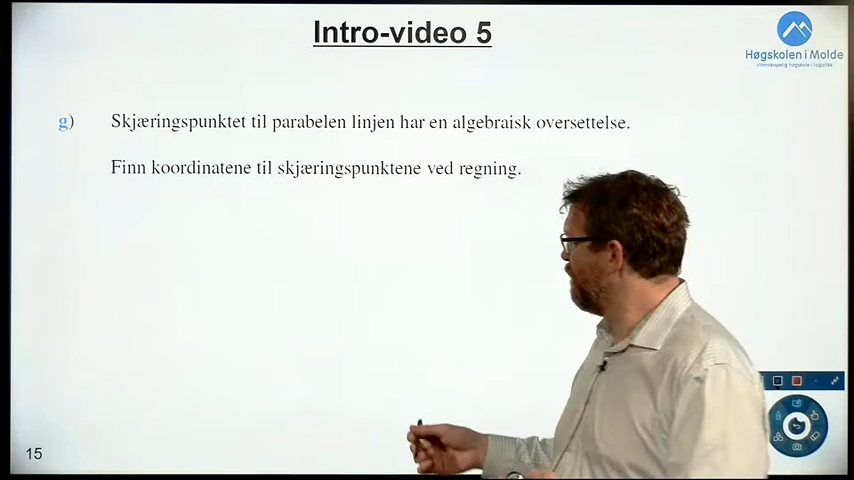 Intro-video 5
Høgskolen i Molde
Vitenskapelig høgskole i logistikk
g) Skjæringspunktet til parabelen linjen har en algebraisk oversettelse.
Finn koordinatene til skjæringspunktene ved regning.
15